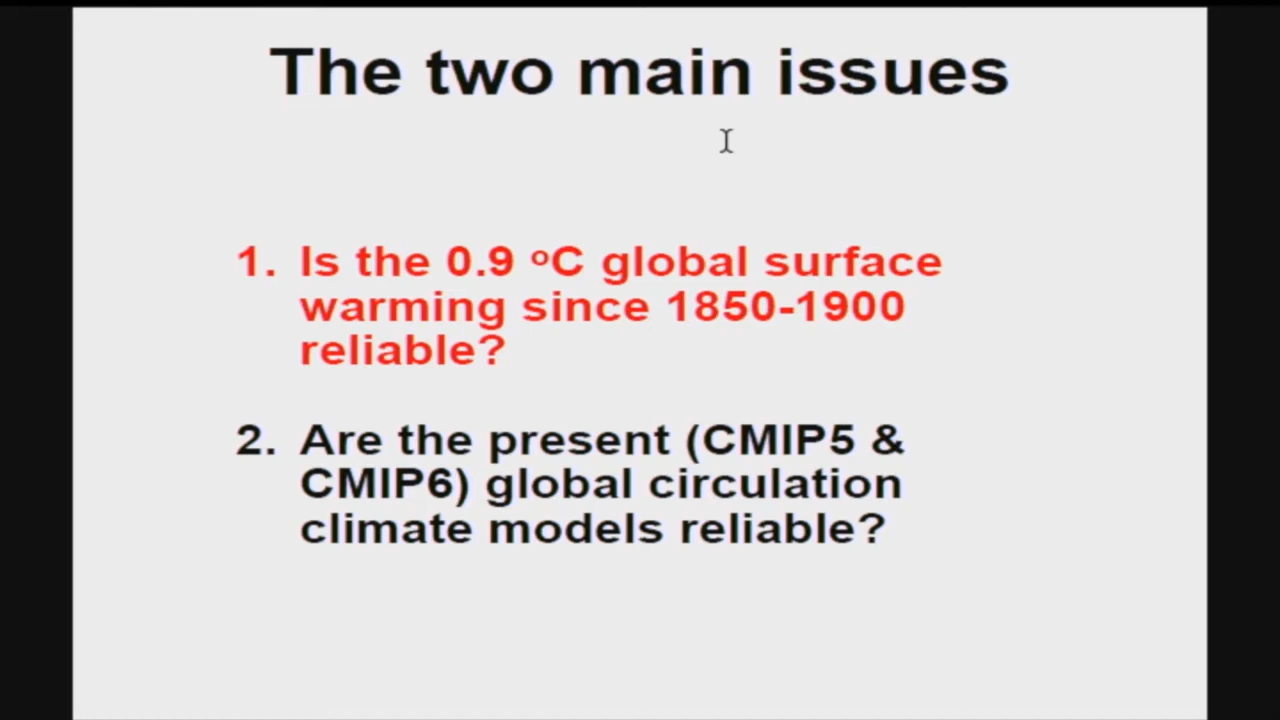 The two main issues
1. Is the 0.9 ºC global surface
warming since 1850-1900
reliable?
2. Are the present (CMIP5 &
CMIP6) global circulation
climate models reliable?